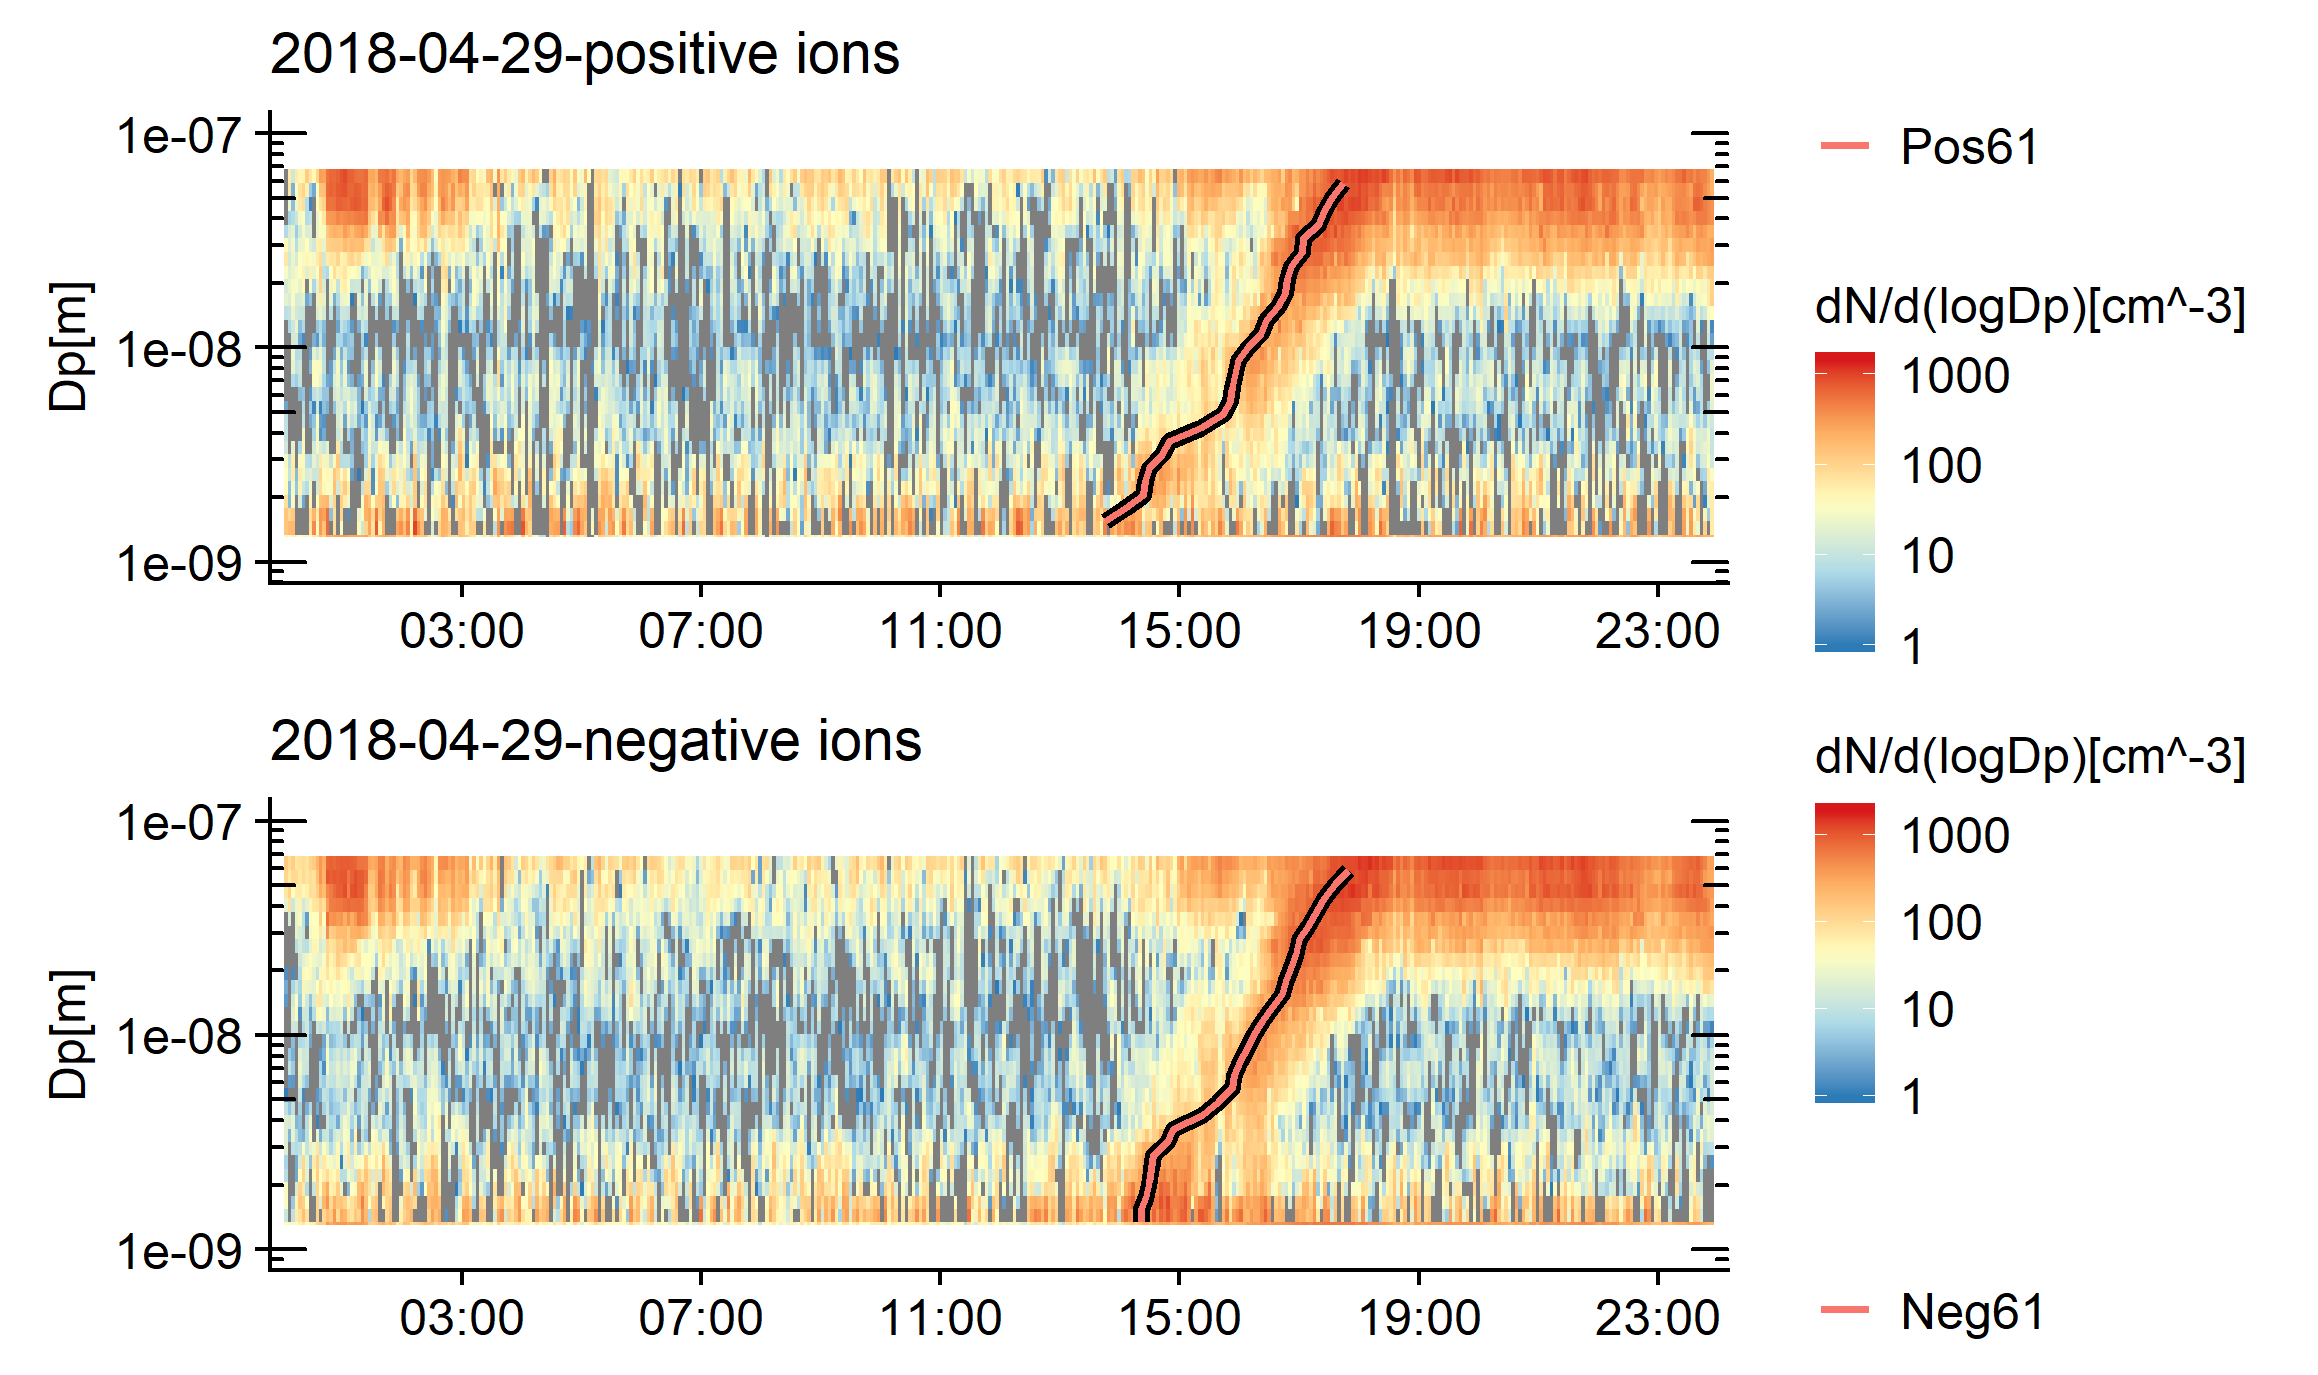 2018-04-29-positive ions
1e-07
1e-08
1e-09
Dp[m]
03:00 07:00 11:00 15:00 19:00 23:00
Pos61
dN/d(logDp)[cm^-3]
1000
100
10
1
2018-04-29-negative ions
1e-07
1e-08
1e-09
Dp[m]
03:00 07:00 11:00 15:00 19:00 23:00
dN/d(logDp)[cm^-3]
1000
100
10
1
Neg61